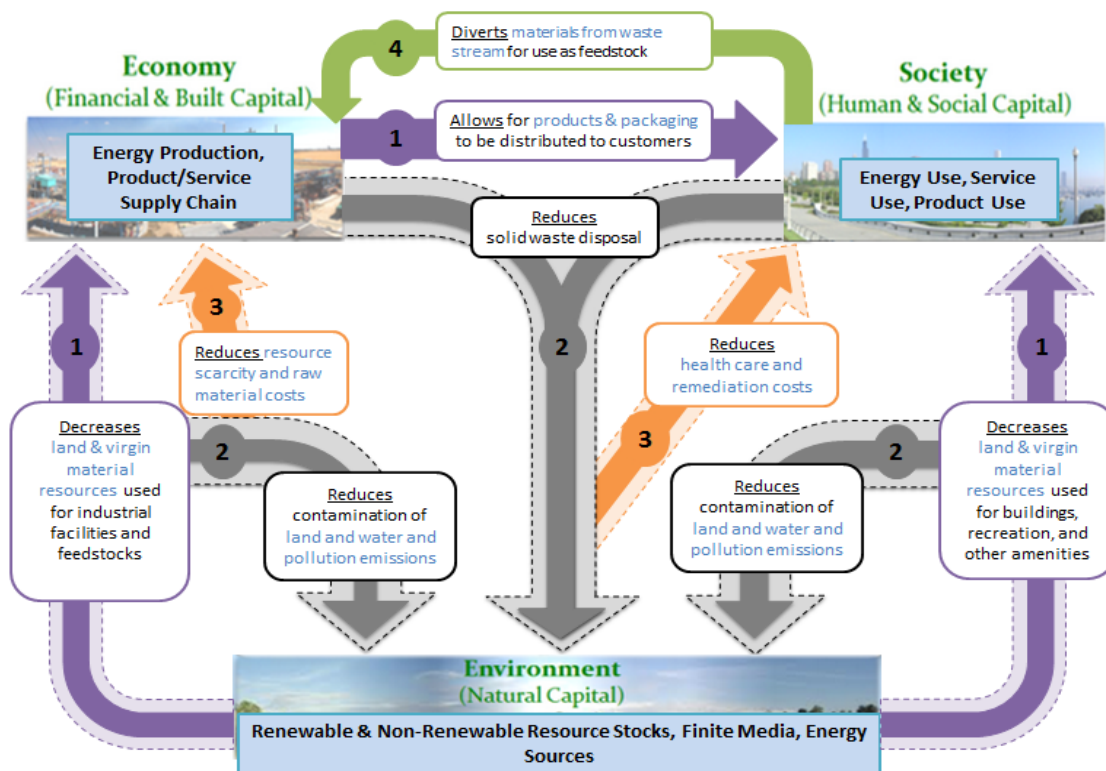 4
Diverts materials from waste
stream for use as feedstock
Economy
(Financial & Built Capital)
Society
(Human & Social Capital)
1
Allows for products & packaging
to be distributed to customers
Energy Production,
Product/Service
Supply Chain
Energy Use, Service
Use, Product Use
Reduces
solid waste disposal
3
1
2
1
Reduces resource
scarcity and raw
material costs
Reduces
health care and
remediation costs
Decreases
land & virgin
material
resources used
for industrial
facilities and
feedstocks
2
3
2
Decreases
land & virgin
material
resources used
for buildings,
recreation, and
other amenities
Reduces
contamination of
land and water and
pollution emissions
Reduces
contamination of
land and water and
pollution emissions
Environment
(Natural Capital)
Renewable & Non-Renewable Resource Stocks, Finite Media, Energy
Sources